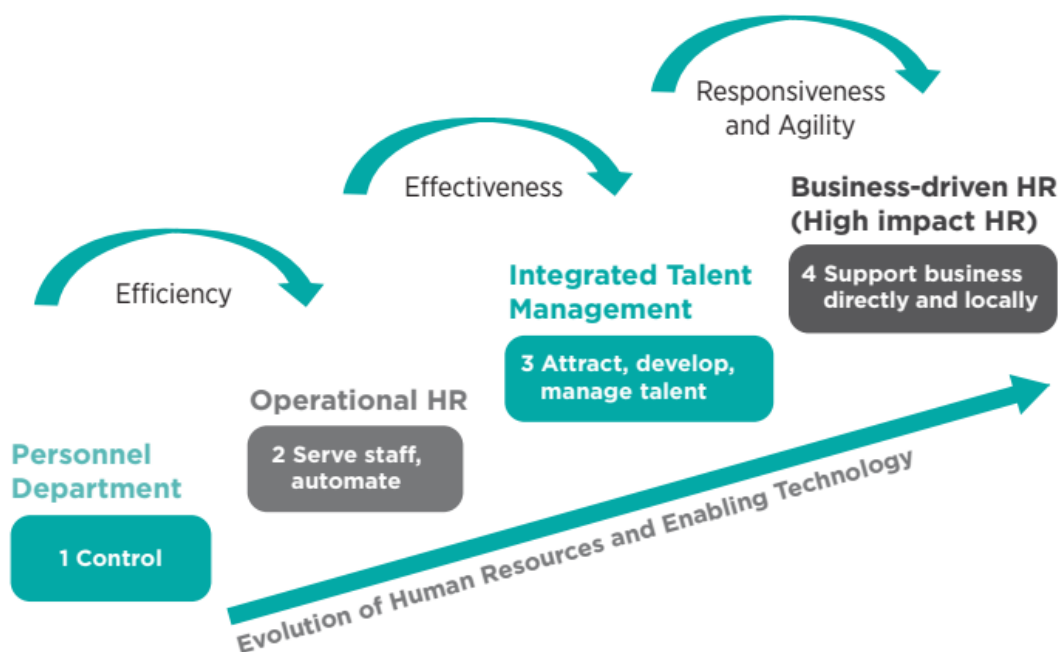 Responsiveness
and Agility
Effectiveness
Efficiency
Business-driven HR
(High impact HR)
4 Support business
directly and locally
Integrated Talent
Management
3 Attract, develop,
manage talent
Operational HR
2 Serve staff,
automate
Personnel
Department
1 Control
Evolution of Human Resources and Enabling Technology